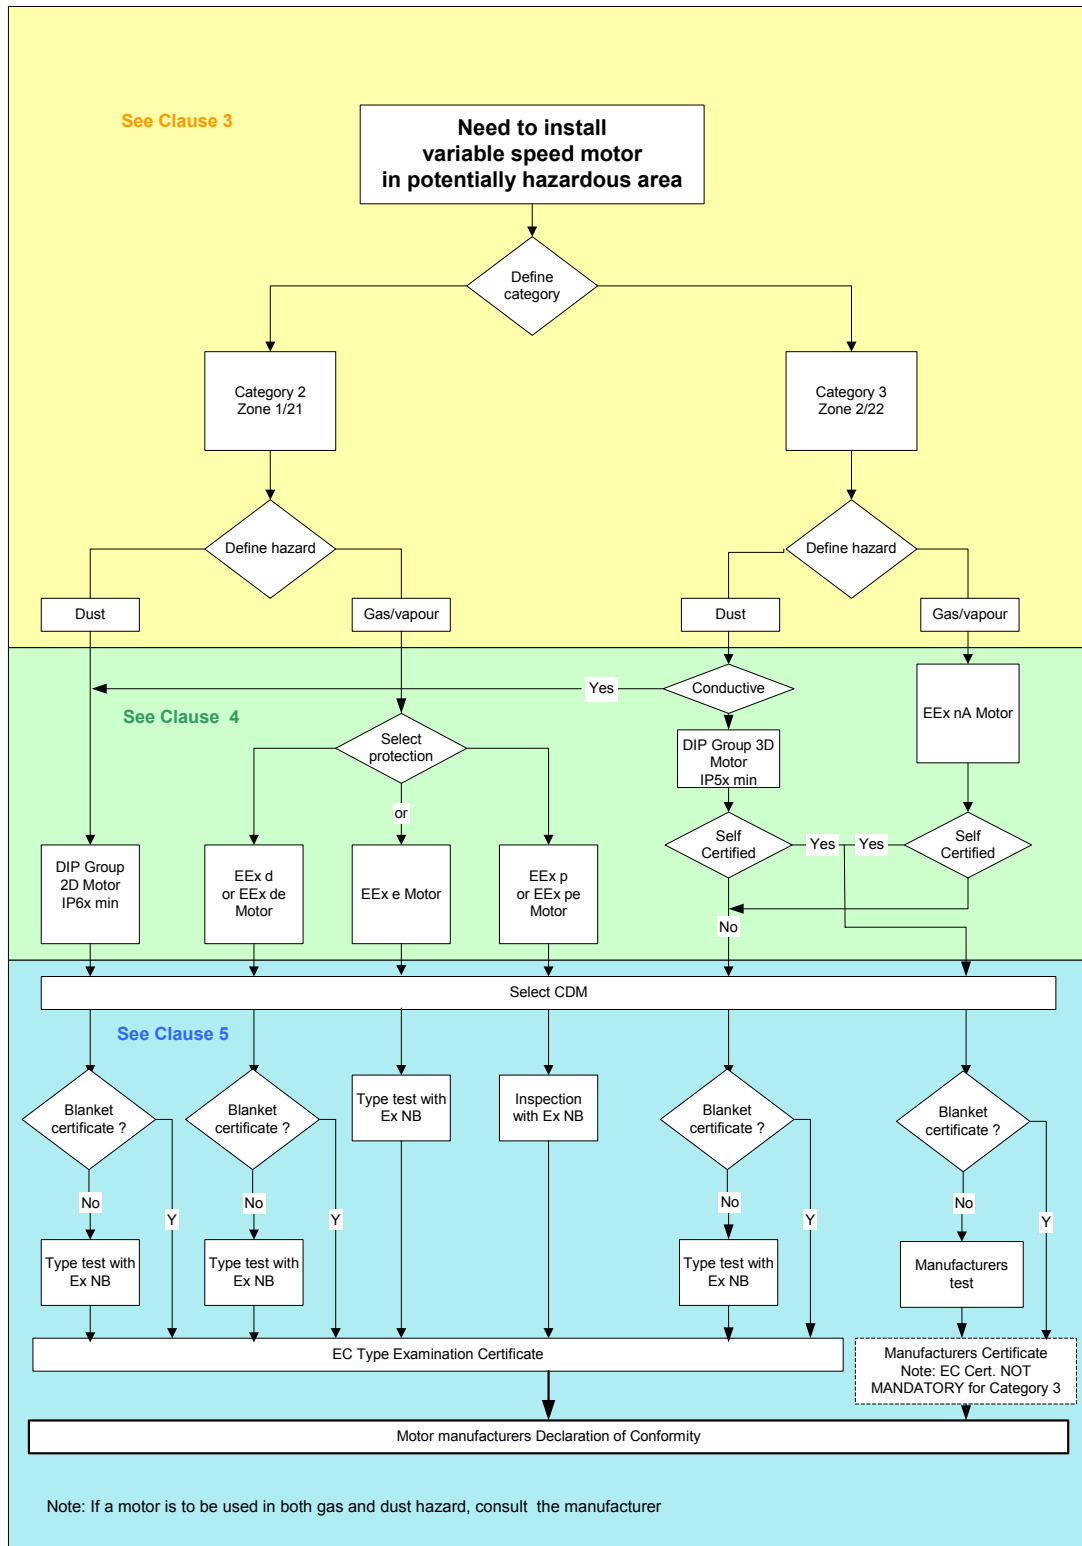 See Clause 3
Need to install
variable speed motor
in potentially hazardous area
Define
category
Category 2
Zone 1/21
Category 3
Zone 2/22
Define hazard
Define hazard
Dust
Gas/vapour
Dust
Gas/vapour
See Clause 4
Yes
Conductive
EEx nA Motor
Select
protection
DIP Group 3D
Motor
IP5x min
or
Self
Certified
Yes
Yes
Self
Certified
DIP Group
2D Motor
IP6x min
EEx d
or EEx de
Motor
EEx e Motor
EEx p
or EEx pe
Motor
No
Select CDM
See Clause 5
Blanket
certificate ?
Blanket
certificate ?
Type test with
Ex NB
Inspection
with Ex NB
Blanket
certificate ?
Blanket
certificate ?
No
Y
No
Y
No
Y
No
Y
Type test with
Ex NB
Type test with
Ex NB
Type test with
Ex NB
Manufacturers
test
EC Type Examination Certificate
Manufacturers Certificate
Note: EC Cert. NOT
MANDATORY for Category 3
Motor manufacturers Declaration of Conformity
Note: If a motor is to be used in both gas and dust hazard, consult the manufacturer